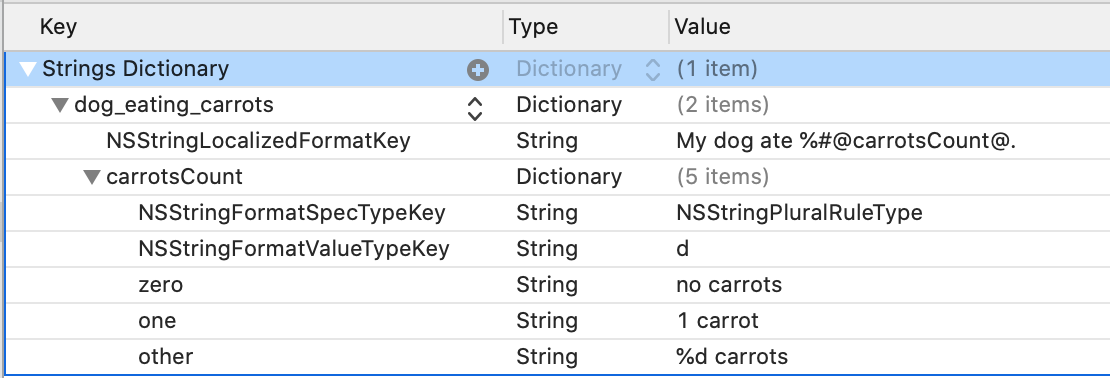 Key Type Value
Strings Dictionary Dictionary (1 item)
dog_eating_carrots Dictionary (2 items)
NSStringLocalizedFormatKey String My dog ate %#@carrotsCount@.
carrotsCount Dictionary (5 items)
NSStringFormatSpecTypeKey String NSStringPluralRuleType
NSStringFormatValueTypeKey String d
zero String no carrots
one String 1 carrot
other String %d carrots